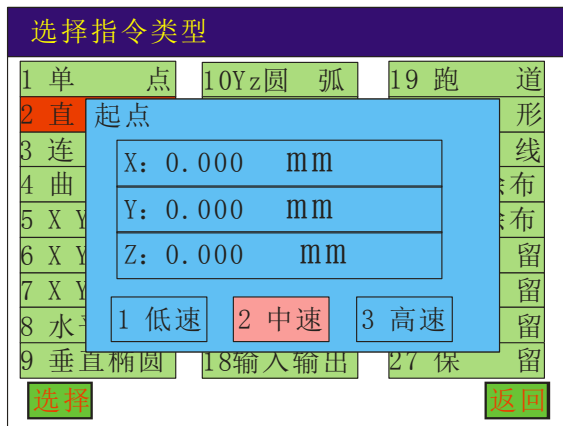 选择指令类型
1 单 点 10Yz圆 弧 19 跑 道
2 直 形
3 连 线
4 曲 布
5 X Y 布
6 X Y 留
7 X Y 留
8 水 留
9 垂直椭圆 18输入输出 27 保 留
起点
X: 0.000 mm
Y: 0.000 mm
Z: 0.000 mm
1 低速 2 中速 3 高速
选择 返回